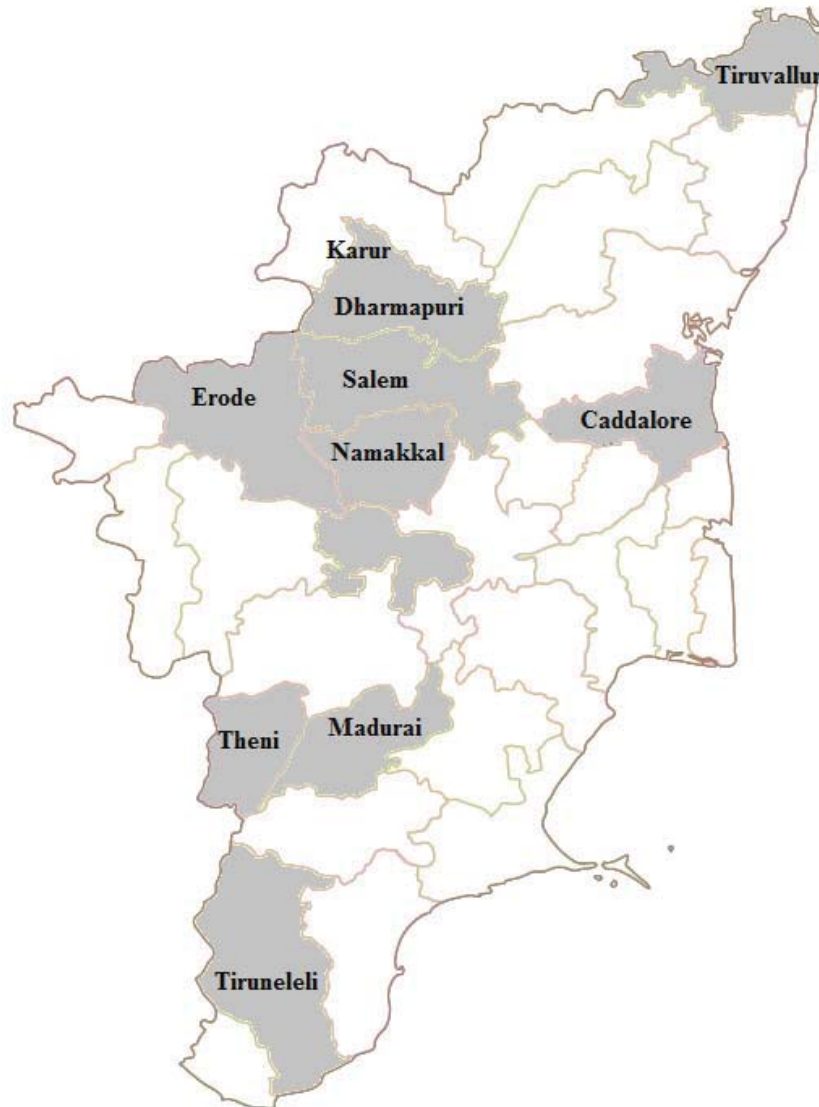 Tiruvallur
Karur
Dharmapuri
Salem
Erode
Caddalore
Namakkal
Madurai
Theni
Tiruneleli